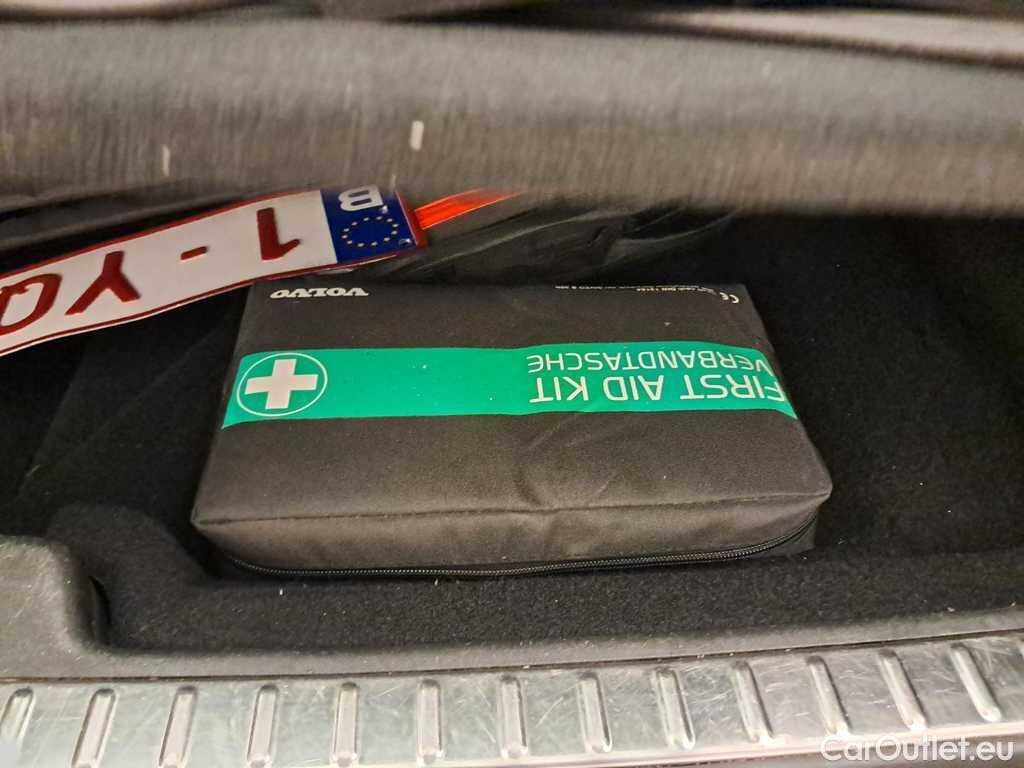 B
1-YQ
VOLVO
FIRST AID KIT
VERBANDTASCHE
CE
CarOutlet.eu